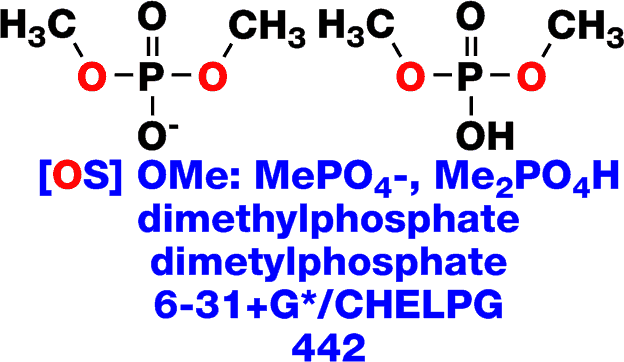 O O
H₃C CH₃ H₃C CH₃
O P O O P O
O⁻ OH
[OS] OMe: MePO₄-, Me₂PO₄H
dimethylphosphate
dimetylphosphate
6-31+G*/CHELPG
442